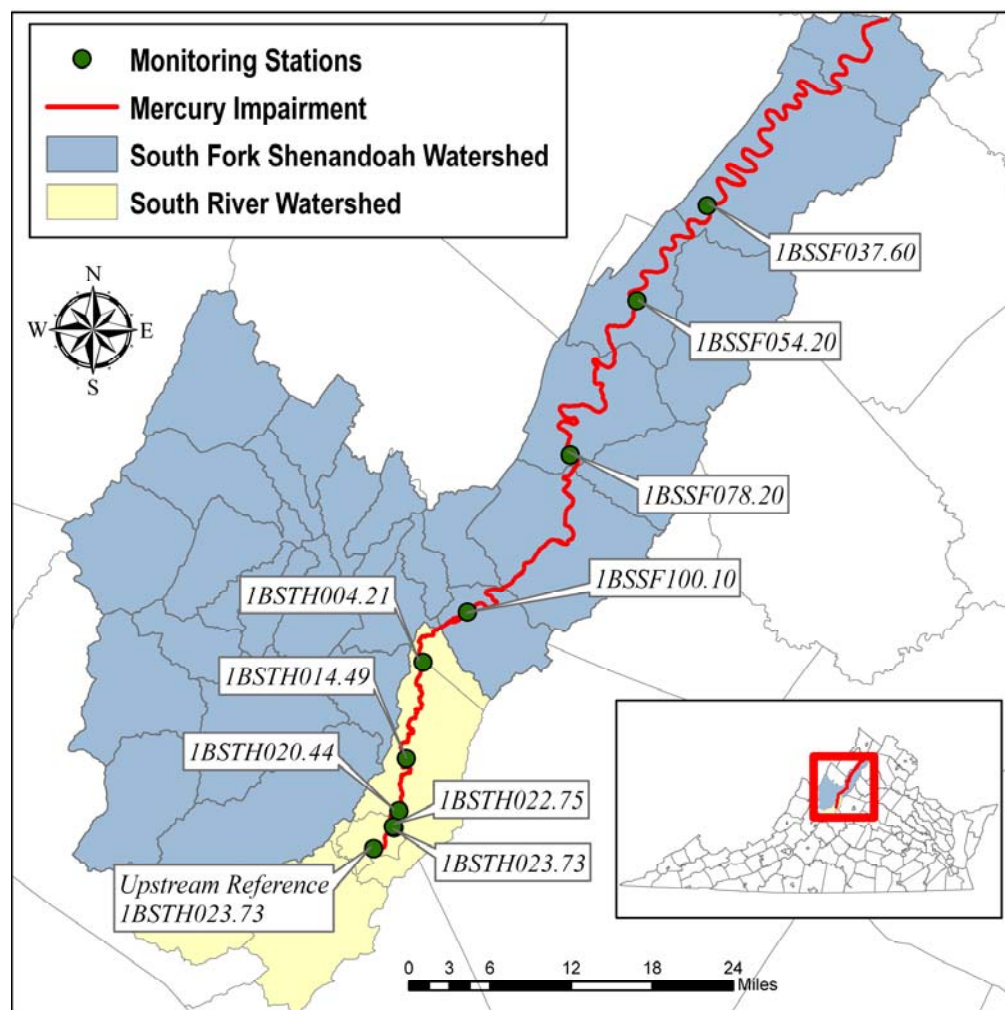 Monitoring Stations
Mercury Impairment
South Fork Shenandoah Watershed
South River Watershed
N
W
E
S
1BSSF037.60
1BSSF054.20
1BSSF078.20
1BSSF100.10
1BSTH004.21
1BSTH014.49
1BSTH020.44
1BSTH022.75
1BSTH023.73
Upstream Reference
1BSTH023.73
0 3 6 12 18 24
Miles